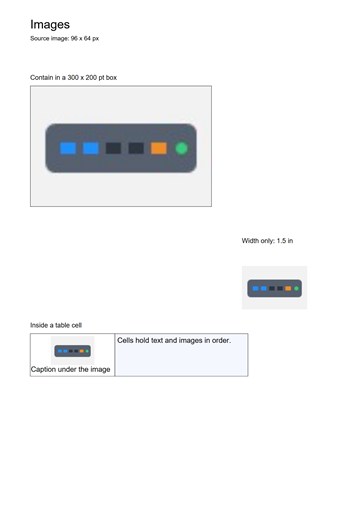 Images
Source image: 96 x 64 px
Contain in a 300 x 200 pt box
Width only: 1.5 in
Inside a table cell
Cells hold text and images in order.
Caption under the image